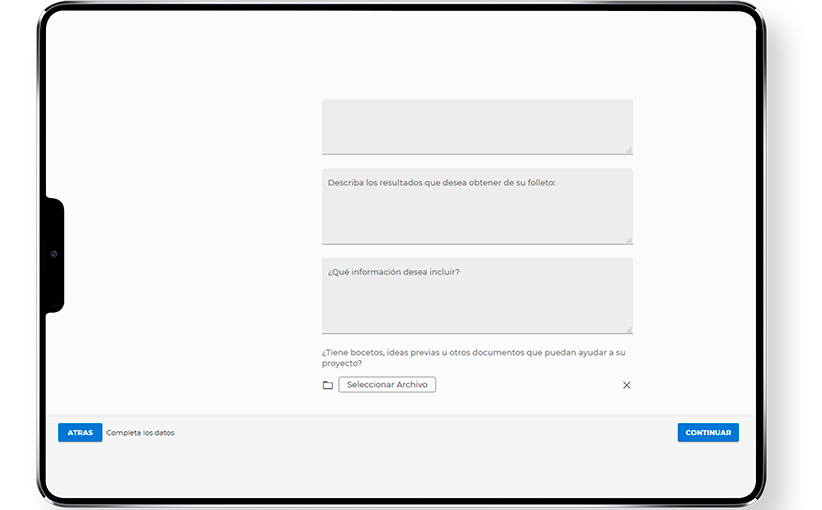 Describa los resultados que desea obtener de su folleto:
¿Qué información desea incluir?
¿Tiene bocetos, ideas previas u otros documentos que puedan ayudar a su
proyecto?
Seleccionar Archivo
ATRAS Completa los datos
CONTINUAR